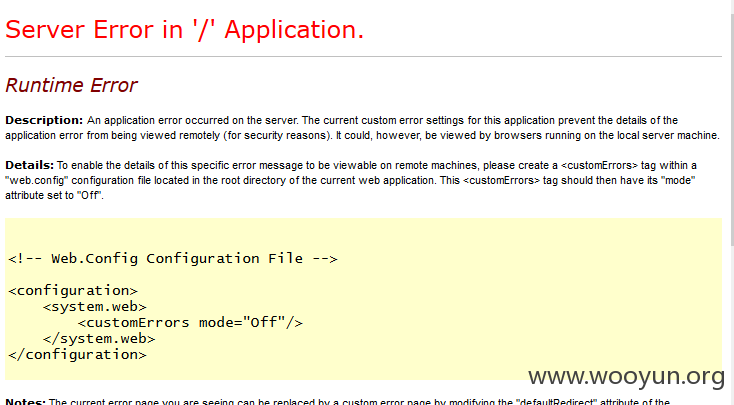 Server Error in '/' Application.
Runtime Error
Description: An application error occurred on the server. The current custom error settings for this application prevent the details of the
application error from being viewed remotely (for security reasons). It could, however, be viewed by browsers running on the local server machine.
Details: To enable the details of this specific error message to be viewable on remote machines, please create a <customErrors> tag within a
"web.config" configuration file located in the root directory of the current web application. This <customErrors> tag should then have its "mode"
attribute set to "Off".
<!-- Web.Config Configuration File -->
<configuration>
    <system.web>
        <customErrors mode="Off"/>
    </system.web>
</configuration>
www.wooyun.org
Notes: The current error page you are seeing can be replaced by a custom error page by modifying the "defaultRedirect" attribute of the